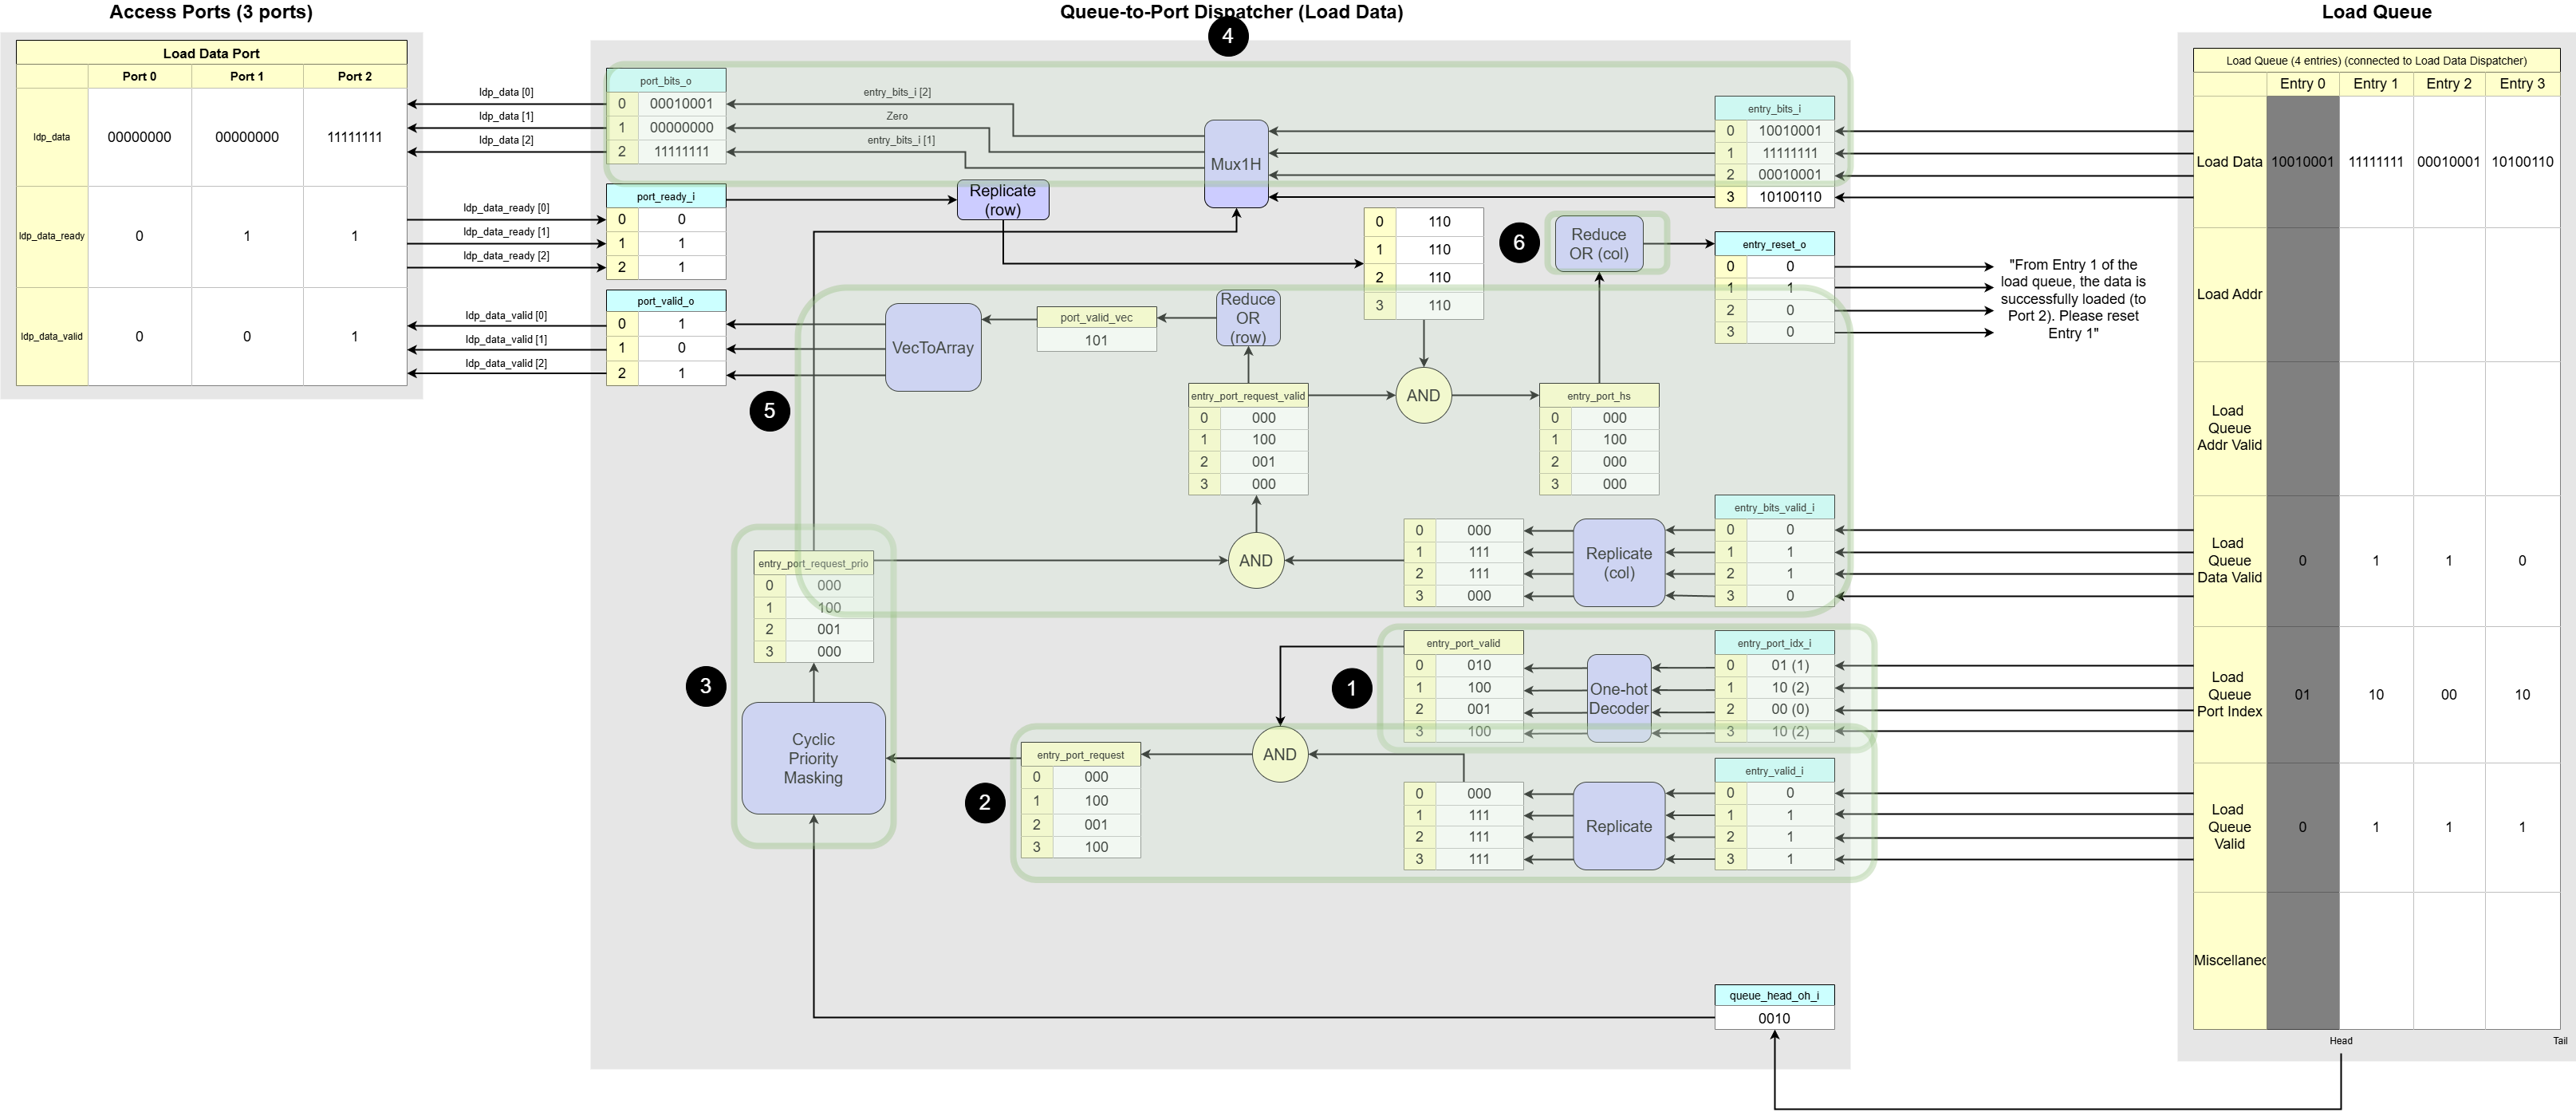 Access Ports (3 ports)
Queue-to-Port Dispatcher (Load Data)
Load Queue
4
Load Data Port
Port 0 Port 1 Port 2
ldp_data 00000000 00000000 11111111
ldp_data_ready 0 1 1
ldp_data_valid 0 0 1
ldp_data [0]
ldp_data [1]
ldp_data [2]
ldp_data_ready [0]
ldp_data_ready [1]
ldp_data_ready [2]
ldp_data_valid [0]
ldp_data_valid [1]
ldp_data_valid [2]
port_bits_o
0 00010001
1 00000000
2 11111111
port_ready_i
0 0
1 1
2 1
port_valid_o
0 1
1 0
2 1
entry_bits_i [2]
Zero
entry_bits_i [1]
Mux1H
Replicate
(row)
entry_bits_i
0 10010001
1 11111111
2 00010001
3 10100110
0 110
1 110
2 110
3 110
6
Reduce
OR (col)
entry_reset_o
0 0
1 1
2 0
3 0
"From Entry 1 of the
load queue, the data is
successfully loaded (to
Port 2). Please reset
Entry 1"
5
VecToArray
port_valid_vec
101
Reduce
OR
(row)
entry_port_request_valid
0 000
1 100
2 001
3 000
AND
entry_port_hs
0 000
1 100
2 000
3 000
entry_port_request_prio
0 000
1 100
2 001
3 000
AND
0 000
1 111
2 111
3 000
Replicate
(col)
entry_bits_valid_i
0 0
1 1
2 1
3 0
3
Cyclic
Priority
Masking
1
entry_port_valid
0 010
1 100
2 001
3 100
One-hot
Decoder
entry_port_idx_i
0 01 (1)
1 10 (2)
2 00 (0)
3 10 (2)
2
entry_port_request
0 000
1 100
2 001
3 100
AND
0 000
1 111
2 111
3 111
Replicate
entry_valid_i
0 0
1 1
2 1
3 1
queue_head_oh_i
0010
Load Queue (4 entries) (connected to Load Data Dispatcher)
Entry 0 Entry 1 Entry 2 Entry 3
Load Data 10010001 11111111 00010001 10100110
Load Addr
Load
Queue
Addr Valid
Load
Queue
Data Valid
0 1 1 0
Load
Queue
Port Index
01 10 00 10
Load
Queue
Valid
0 1 1 1
Miscellanec
Head
Tail